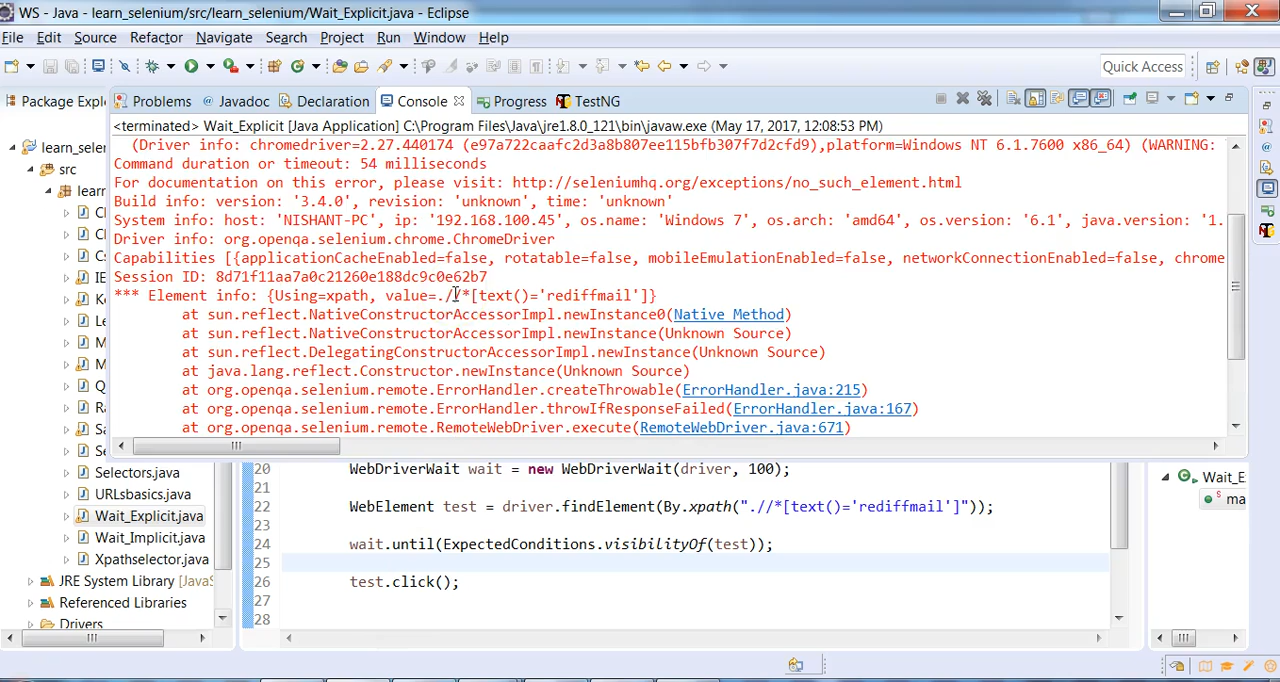 WS - Java - learn_selenium/src/learn_selenium/Wait_Explicit.java - Eclipse
File Edit Source Refactor Navigate Search Project Run Window Help
Quick Access
Package Expl
Problems @ Javadoc Declaration Console Progress TestNG
<terminated> Wait_Explicit [Java Application] C:\Program Files\Java\jre1.8.0_121\bin\javaw.exe (May 17, 2017, 12:08:53 PM)
(Driver info: chromedriver=2.27.440174 (e97a722caafc2d3a8b807ee115bfb307f7d2cfd9),platform=Windows NT 6.1.7600 x86_64) (WARNING:
Command duration or timeout: 54 milliseconds
For documentation on this error, please visit: http://seleniumhq.org/exceptions/no_such_element.html
Build info: version: '3.4.0', revision: 'unknown', time: 'unknown'
System info: host: 'NISHANT-PC', ip: '192.168.100.45', os.name: 'Windows 7', os.arch: 'amd64', os.version: '6.1', java.version: '1.
Driver info: org.openqa.selenium.chrome.ChromeDriver
Capabilities [{applicationCacheEnabled=false, rotatable=false, mobileEmulationEnabled=false, networkConnectionEnabled=false, chrome
Session ID: 8d71f11aa7a0c21260e188dc9c0e62b7
*** Element info: {Using=xpath, value=.//*[text()='rediffmail']}
at sun.reflect.NativeConstructorAccessorImpl.newInstance0(Native Method)
at sun.reflect.NativeConstructorAccessorImpl.newInstance(Unknown Source)
at sun.reflect.DelegatingConstructorAccessorImpl.newInstance(Unknown Source)
at java.lang.reflect.Constructor.newInstance(Unknown Source)
at org.openqa.selenium.remote.ErrorHandler.createThrowable(ErrorHandler.java:215)
at org.openqa.selenium.remote.ErrorHandler.throwIfResponseFailed(ErrorHandler.java:167)
at org.openqa.selenium.remote.RemoteWebDriver.execute(RemoteWebDriver.java:671)
learn_seler
src
learn
Cl
Cl
Cs
IE
Ke
Le
M
M
Q
Ra
Sa
Se
Selectors.java
URLsbasics.java
Wait_Explicit.java
Wait_Implicit.java
Xpathselector.java
JRE System Library [JavaS
Referenced Libraries
Drivers
20 WebDriverWait wait = new WebDriverWait(driver, 100);
21
22 WebElement test = driver.findElement(By.xpath(".//*[text()='rediffmail']"));
23
24 wait.until(ExpectedConditions.visibilityOf(test));
25
26 test.click();
27
28
Wait_E
ma